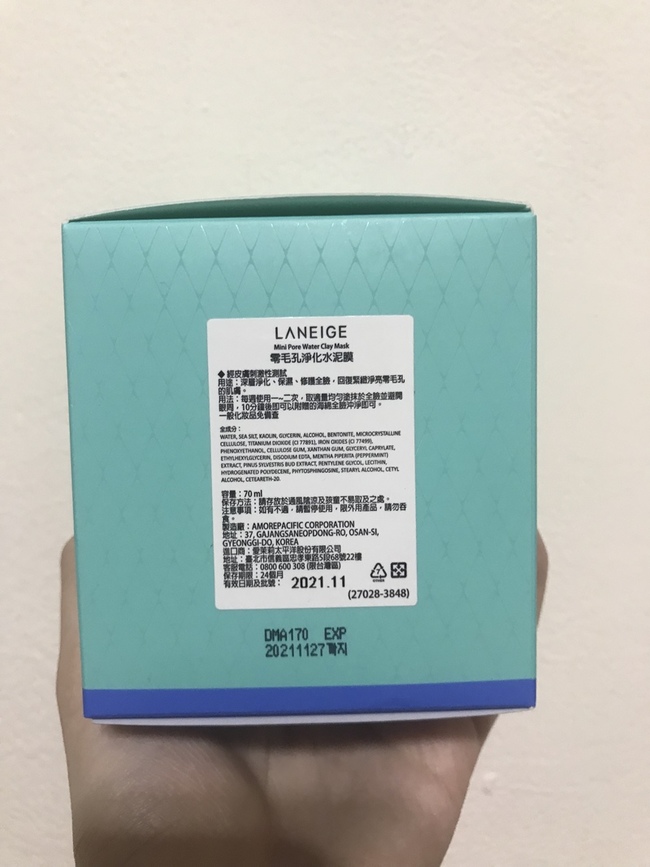 LANEIGE
Mini Pore Water Clay Mask
零毛孔淨化水泥膜
◆ 經皮膚刺激性測試
用途：深層淨化、保濕、修護全臉，回復緊緻淨亮零毛孔
的肌膚。
用法：每週使用一~二次，取適量均勻塗抹於全臉並避開
眼周，10分鐘後即可以附贈的海綿全臉沖淨即可。
一般化妝品免備查
全成分：
WATER, SEA SILT, KAOLIN, GLYCERIN, ALCOHOL, BENTONITE, MICROCRYSTALLINE
CELLULOSE, TITANIUM DIOXIDE (CI 77891), IRON OXIDES (CI 77499),
PHENOXYETHANOL, CELLULOSE GUM, XANTHAN GUM, GLYCERYL CAPRYLATE,
ETHYLHEXYLGLYCERIN, DISODIUM EDTA, MENTHA PIPERITA (PEPPERMINT)
EXTRACT, PINUS SYLVESTRIS BUD EXTRACT, PENTYLENE GLYCOL, LECITHIN,
HYDROGENATED POLYDECENE, PHYTOSPHINGOSINE, STEARYL ALCOHOL, CETYL
ALCOHOL, CETEARETH-20.
容量：70 ml
保存方法：請存放於通風陰涼及孩童不易取及之處。
注意事項：如有不適，請暫停使用，限外用產品，請勿吞
食。
製造廠：AMOREPACIFIC CORPORATION
地址：37, GAJANGSANEOPDONG-RO, OSAN-SI,
GYEONGGI-DO, KOREA
進口商：愛茉莉太平洋股份有限公司
地址：臺北市信義區忠孝東路5段68號22樓
客服電話：0800 600 308 (限台灣區)
保存期限：24個月
有效日期及批號： 2021.11
(27028-3848)
DMA170 EXP
20211127까지